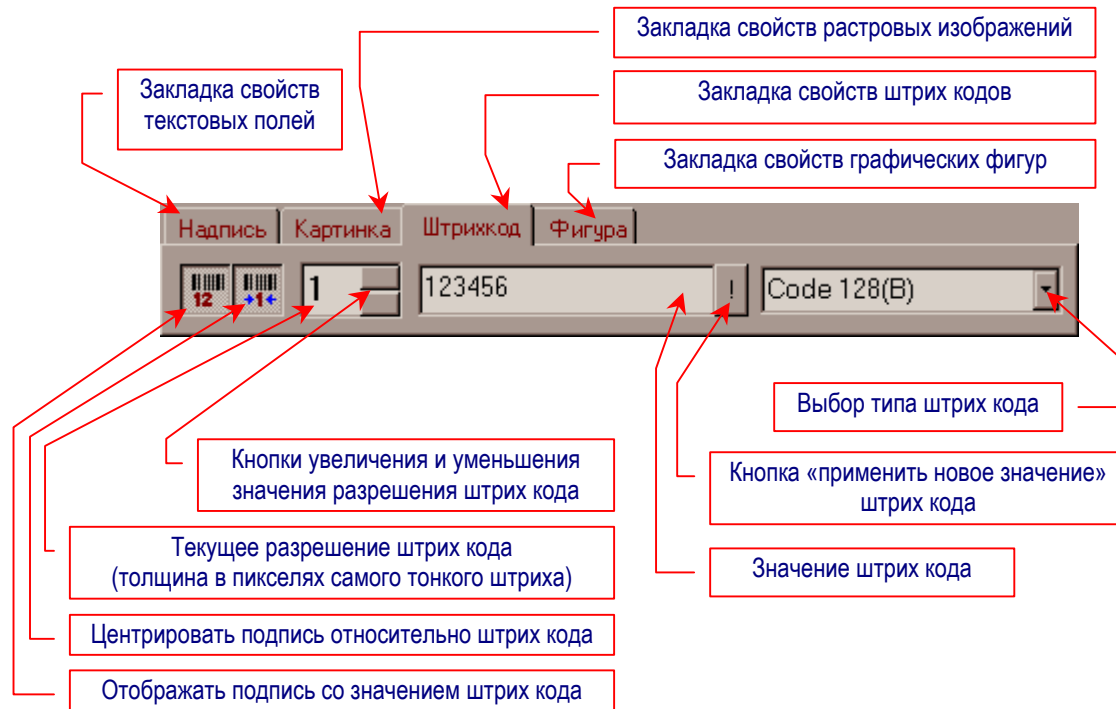 Закладка свойств растровых изображений
Закладка свойств
текстовых полей
Закладка свойств штрих кодов
Закладка свойств графических фигур
Надпись Картинка Штрихкод Фигура
12 1 1 123456 ! Code 128(B)
Выбор типа штрих кода
Кнопки увеличения и уменьшения
значения разрешения штрих кода
Кнопка «применить новое значение»
штрих кода
Текущее разрешение штрих кода
(толщина в пикселях самого тонкого штриха)
Значение штрих кода
Центрировать подпись относительно штрих кода
Отображать подпись со значением штрих кода